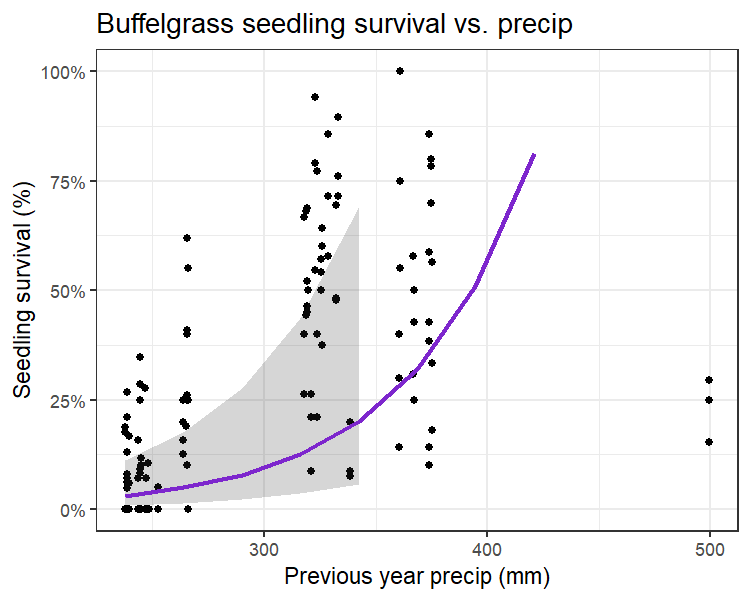 Buffelgrass seedling survival vs. precip
Seedling survival (%)
100%
75%
50%
25%
0%
300
400
500
Previous year precip (mm)